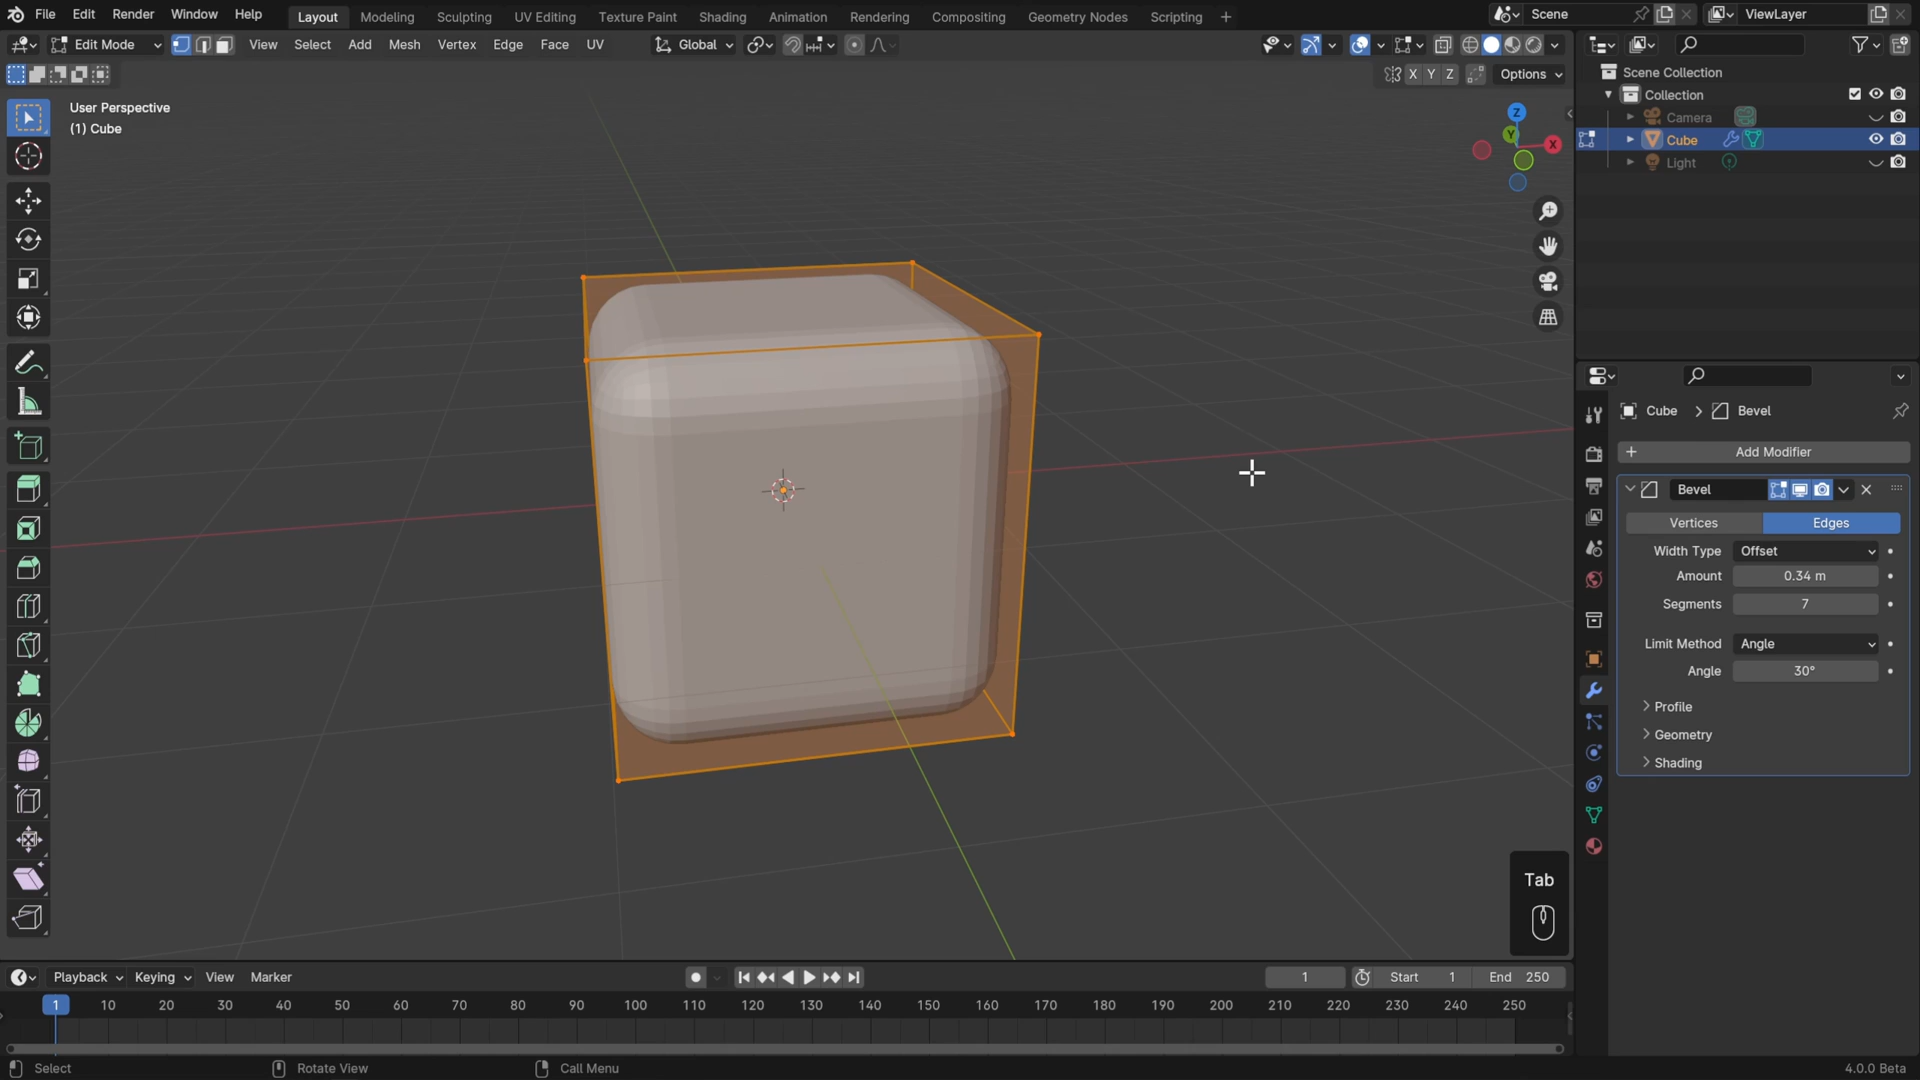 File Edit Render Window Help Layout Modeling Sculpting UV Editing Texture Paint Shading Animation Rendering Compositing Geometry Nodes Scripting + Scene ViewLayer
Edit Mode View Select Add Mesh Vertex Edge Face UV Global
X Y Z Options
User Perspective
(1) Cube
Z
Y
X
Scene Collection
Collection
Camera
Cube
Light
Cube > Bevel
+ Add Modifier
Bevel
Vertices Edges
Width Type Offset
Amount 0.34 m
Segments 7
Limit Method Angle
Angle 30°
Profile
Geometry
Shading
Tab
Playback Keying View Marker 1 Start 1 End 250
1 10 20 30 40 50 60 70 80 90 100 110 120 130 140 150 160 170 180 190 200 210 220 230 240 250
Select Rotate View Call Menu 4.0.0 Beta